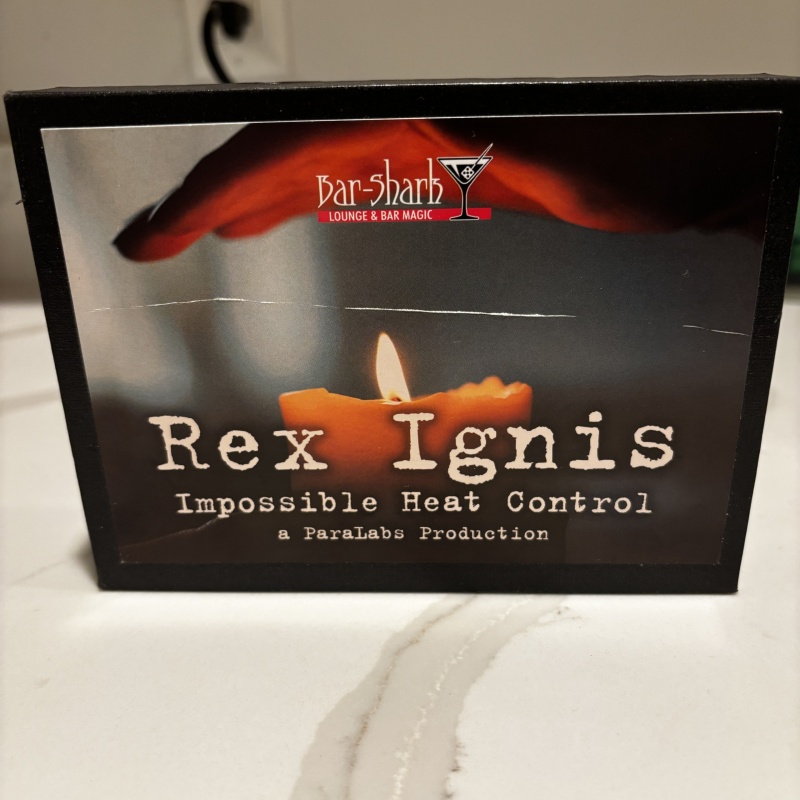 Bar-Shark
LOUNGE & BAR MAGIC
Rex Ignis
Impossible Heat Control
a ParaLabs Production